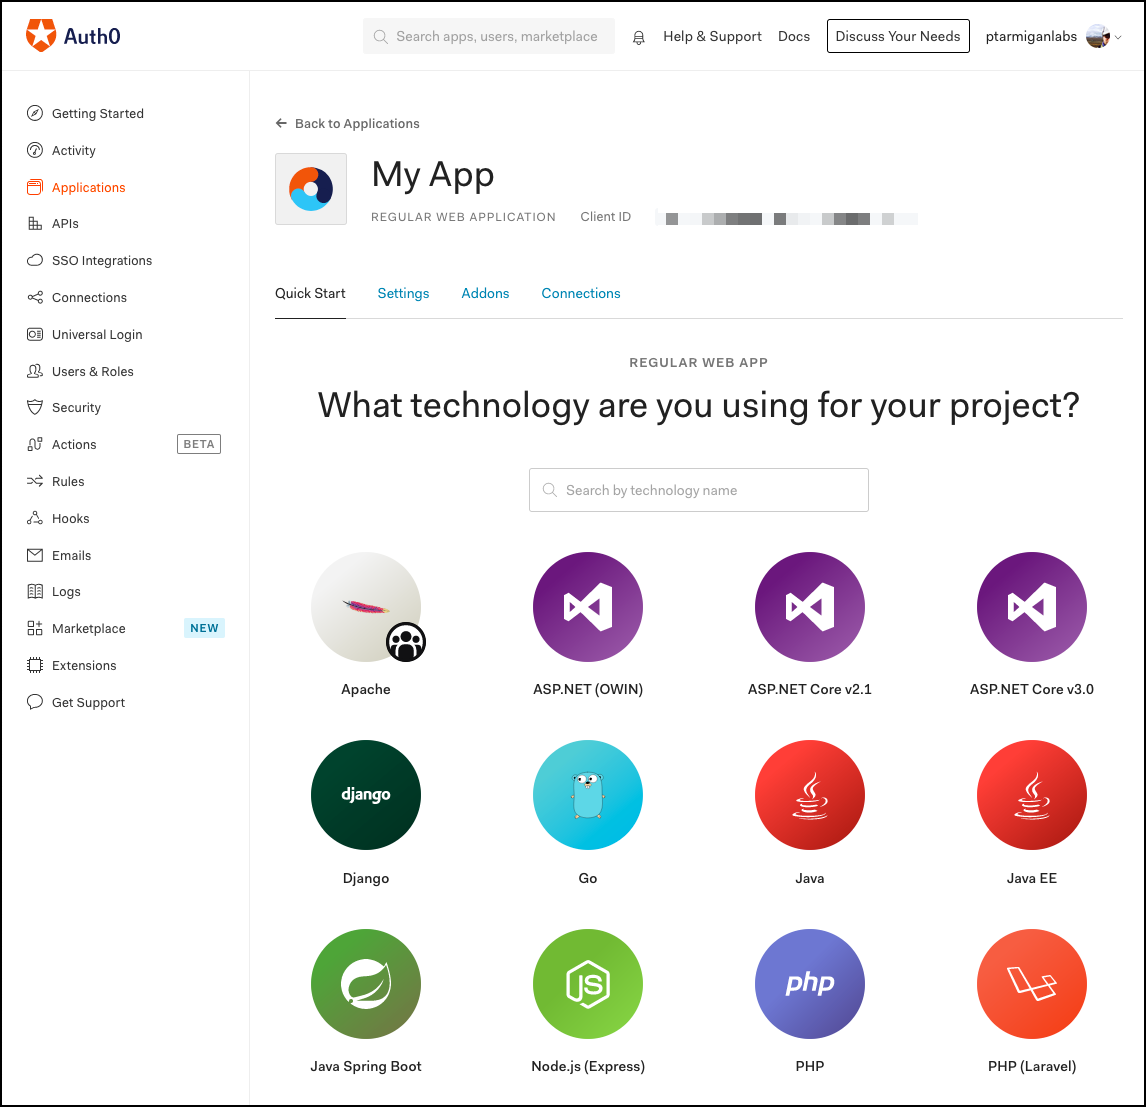 Auth0
Search apps, users, marketplace
Help & Support
Docs
Discuss Your Needs
ptarmiganlabs
Getting Started
Activity
Applications
APIs
SSO Integrations
Connections
Universal Login
Users & Roles
Security
Actions
BETA
Rules
Hooks
Emails
Logs
Marketplace
NEW
Extensions
Get Support
Back to Applications
My App
REGULAR WEB APPLICATION
Client ID
Quick Start
Settings
Addons
Connections
REGULAR WEB APP
What technology are you using for your project?
Search by technology name
Apache
ASP.NET (OWIN)
ASP.NET Core v2.1
ASP.NET Core v3.0
django
Django
Go
Java
Java EE
JS
php
Java Spring Boot
Node.js (Express)
PHP
PHP (Laravel)